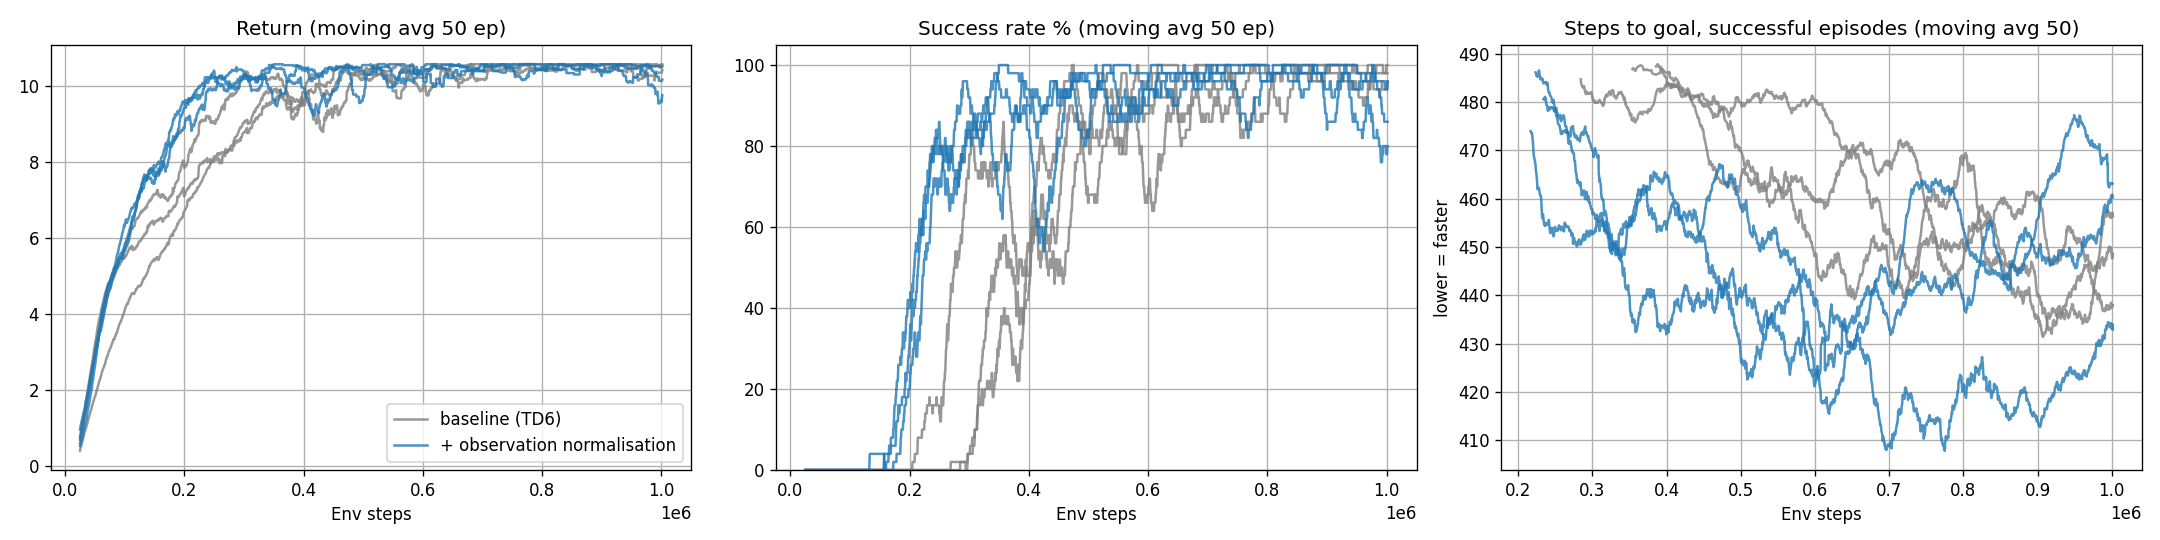 Return (moving avg 50 ep)
10
8
6
4
2
0
0.0 0.2 0.4 0.6 0.8 1.0
1e6
Env steps
baseline (TD6)
+ observation normalisation
Success rate % (moving avg 50 ep)
100
80
60
40
20
0
0.0 0.2 0.4 0.6 0.8 1.0
1e6
Env steps
Steps to goal, successful episodes (moving avg 50)
lower = faster
490
480
470
460
450
440
430
420
410
0.2 0.3 0.4 0.5 0.6 0.7 0.8 0.9 1.0
1e6
Env steps